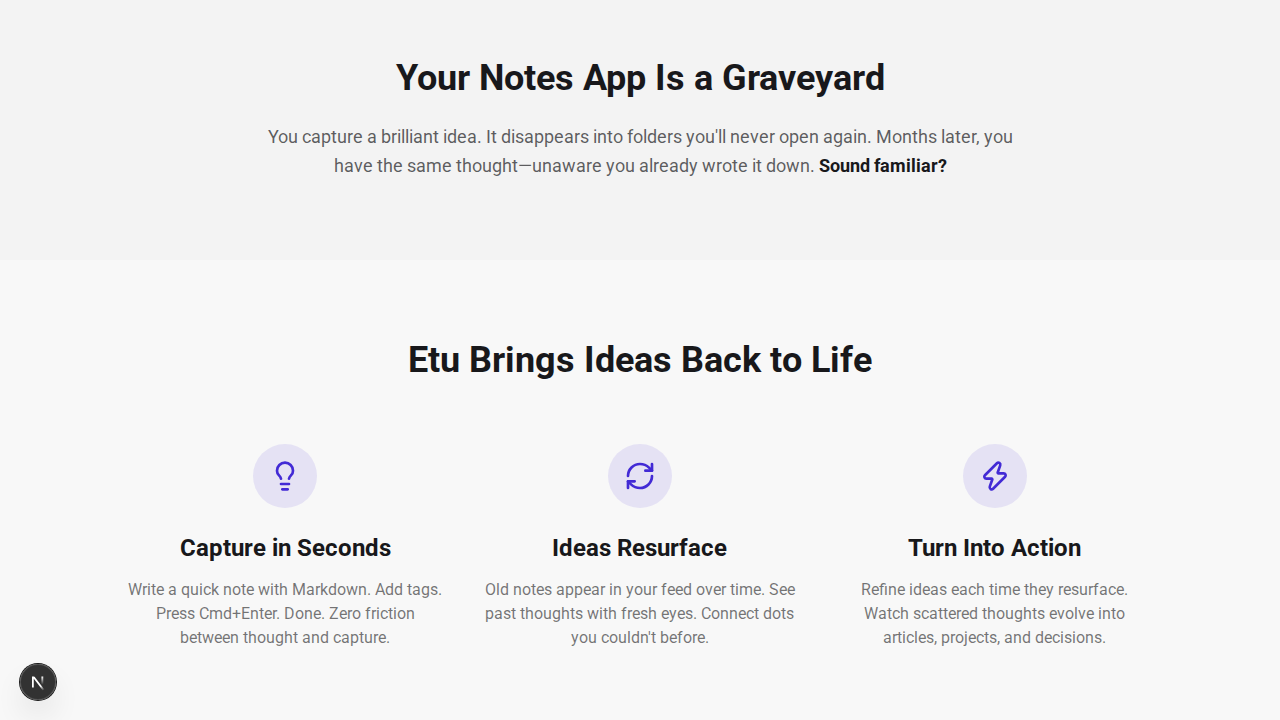 Your Notes App Is a Graveyard
You capture a brilliant idea. It disappears into folders you'll never open again. Months later, you
have the same thought—unaware you already wrote it down. Sound familiar?
Etu Brings Ideas Back to Life
Capture in Seconds
Write a quick note with Markdown. Add tags.
Press Cmd+Enter. Done. Zero friction
between thought and capture.
Ideas Resurface
Old notes appear in your feed over time. See
past thoughts with fresh eyes. Connect dots
you couldn't before.
Turn Into Action
Refine ideas each time they resurface.
Watch scattered thoughts evolve into
articles, projects, and decisions.
N